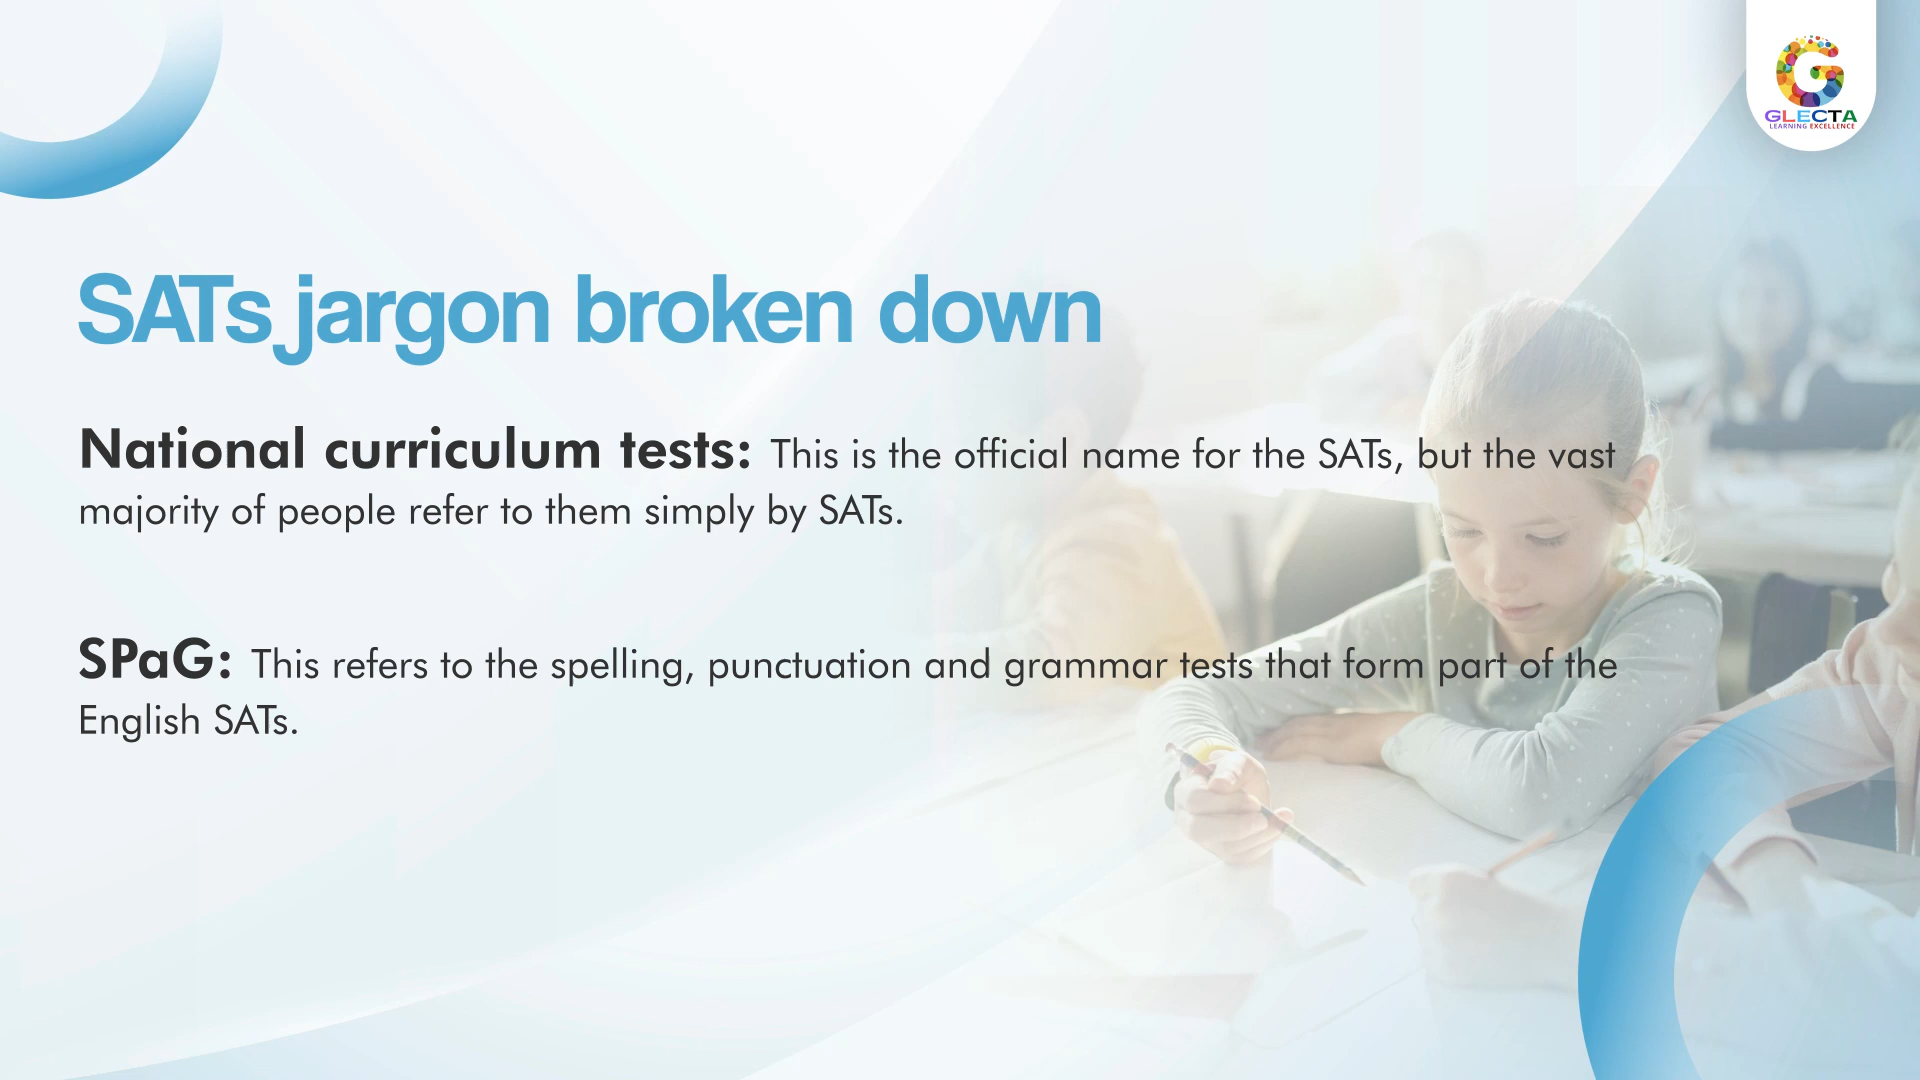 G
GLECTA
LEARNING EXCELLENCE
SATs jargon broken down
National curriculum tests: This is the official name for the SATs, but the vast
majority of people refer to them simply by SATs.
SPaG: This refers to the spelling, punctuation and grammar tests that form part of the
English SATs.